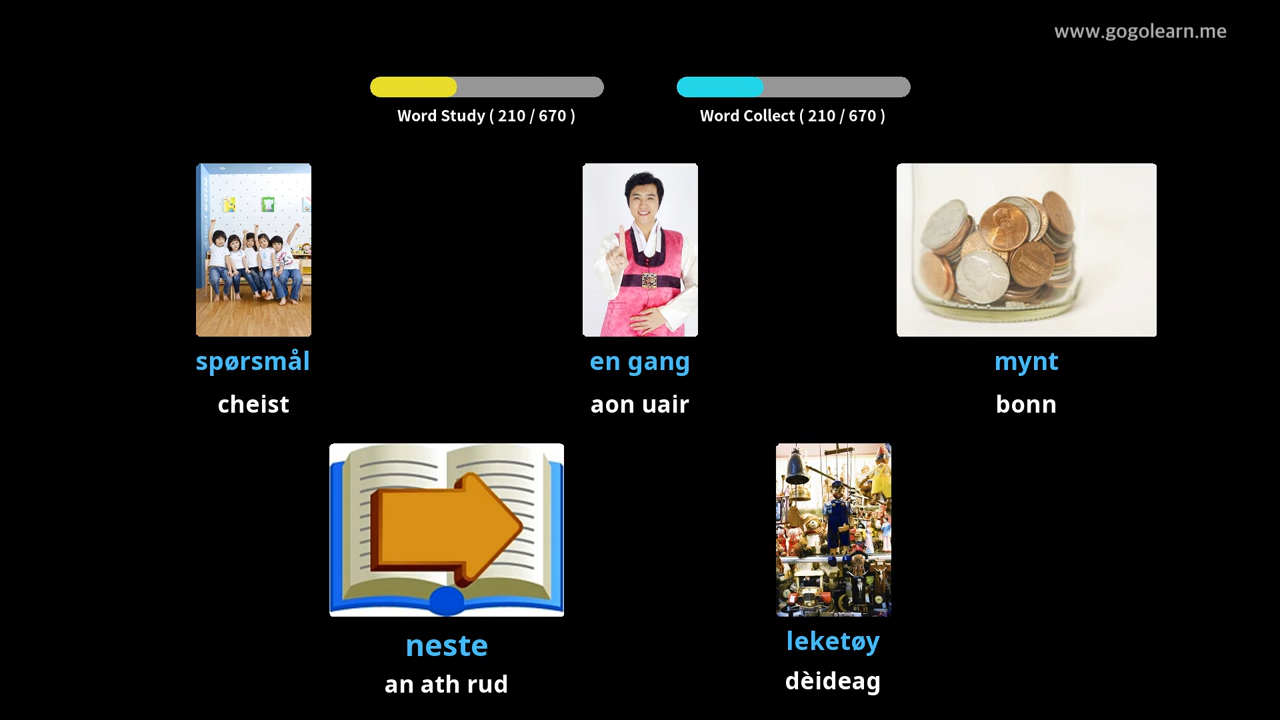 www.gogolearn.me
Word Study ( 210 / 670 )
Word Collect ( 210 / 670 )
spørsmål
cheist
en gang
aon uair
mynt
bonn
neste
an ath rud
leketøy
dèideag